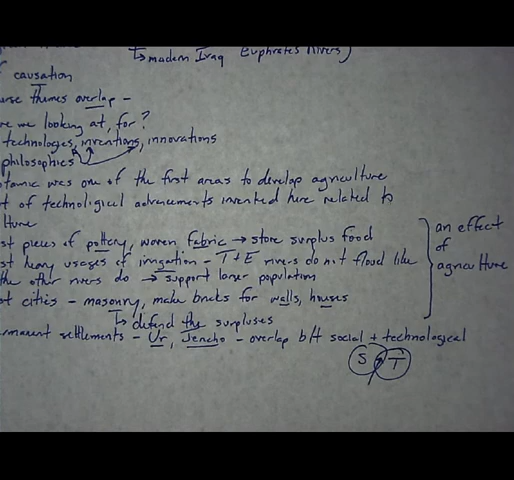 ↳ modern Iraq Euphrates Rivers)
causation
themes overlap -
we looking at, for?
technologies, inventions, innovations
philosophies
was one of the first areas to develop agriculture
of technological advancements invented here related to
pieces of pottery, woven fabric → store surplus food
heavy usages of irrigation - T + E rivers do not flood like
the other rivers do → support larger population
cities - masonry, make bricks for walls, houses
↳ defend the surpluses
settlements - Ur, Jericho - overlap b/t social + technological
an effect
of
agriculture
S T